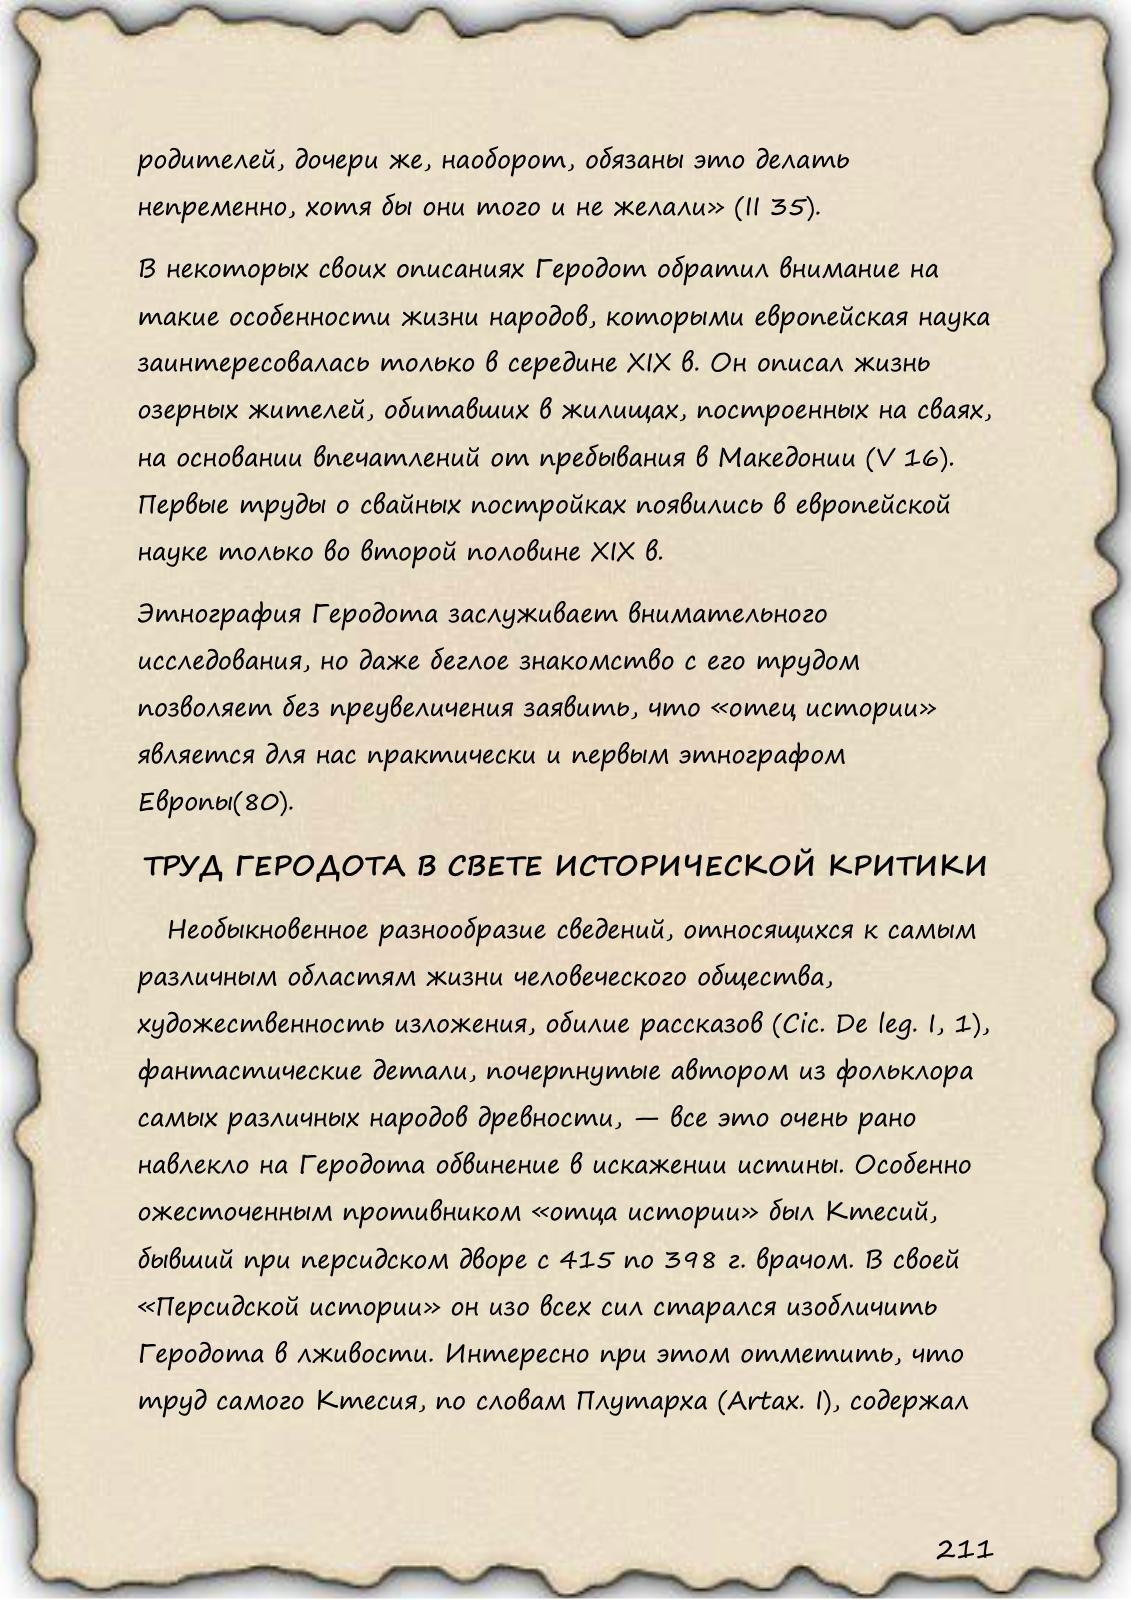 родителей, дочери же, наоборот, обязаны это делать
непременно, хотя бы они того и не желали» (II 35).
В некоторых своих описаниях Геродот обратил внимание на
такие особенности жизни народов, которыми европейская наука
заинтересовалась только в середине XIX в. Он описал жизнь
озерных жителей, обитавших в жилищах, построенных на сваях,
на основании впечатлений от пребывания в Македонии (V 16).
Первые труды о свайных постройках появились в европейской
науке только во второй половине XIX в.
Этнография Геродота заслуживает внимательного
исследования, но даже беглое знакомство с его трудом
позволяет без преувеличения заявить, что «отец истории»
является для нас практически и первым этнографом
Европы(80).
ТРУД ГЕРОДОТА В СВЕТЕ ИСТОРИЧЕСКОЙ КРИТИКИ
Необыкновенное разнообразие сведений, относящихся к самым
различным областям жизни человеческого общества,
художественность изложения, обилие рассказов (Cic. De leg. I, 1),
фантастические детали, почерпнутые автором из фольклора
самых различных народов древности, — все это очень рано
навлекло на Геродота обвинение в искажении истины. Особенно
ожесточенным противником «отца истории» был Ктесий,
бывший при персидском дворе с 415 по 398 г. врачом. В своей
«Персидской истории» он изо всех сил старался изобличить
Геродота в лживости. Интересно при этом отметить, что
труд самого Ктесия, по словам Плутарха (Artax. I), содержал
211